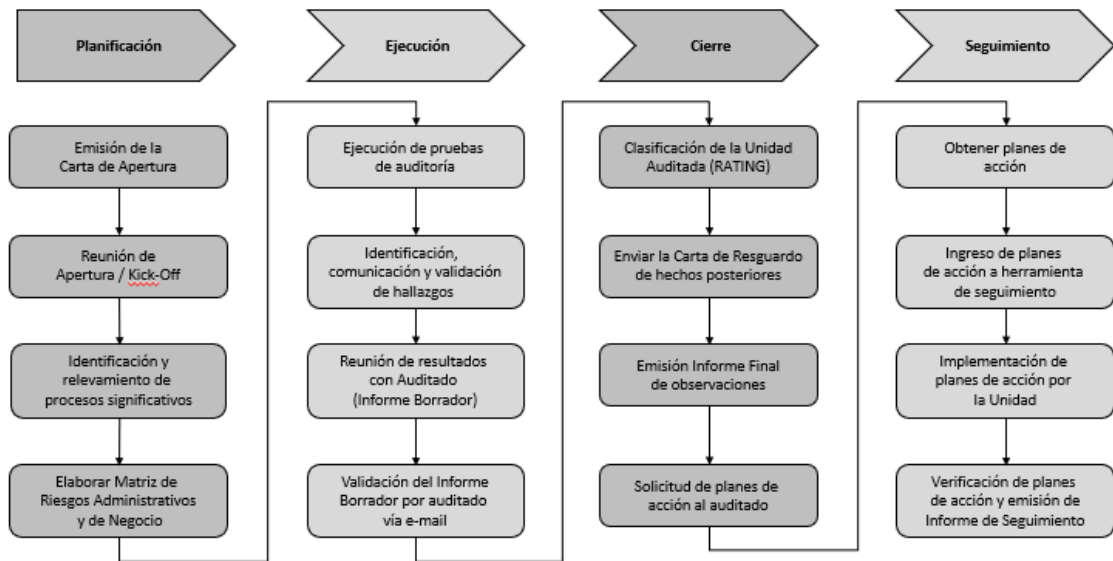 Planificación
Ejecución
Cierre
Seguimiento
Emisión de la
Carta de Apertura
Reunión de
Apertura / Kick-Off
Identificación y
relevamiento de
procesos significativos
Elaborar Matriz de
Riesgos Administrativos
y de Negocio
Ejecución de pruebas
de auditoría
Identificación,
comunicación y validación
de hallazgos
Reunión de resultados
con Auditado
(Informe Borrador)
Validación del Informe
Borrador por auditado
vía e-mail
Clasificación de la Unidad
Auditada (RATING)
Enviar la Carta de Resguardo
de hechos posteriores
Emisión Informe Final
de observaciones
Solicitud de planes de
acción al auditado
Obtener planes de
acción
Ingreso de planes
de acción a herramienta
de seguimiento
Implementación de
planes de acción por
la Unidad
Verificación de planes
de acción y emisión de
Informe de Seguimiento